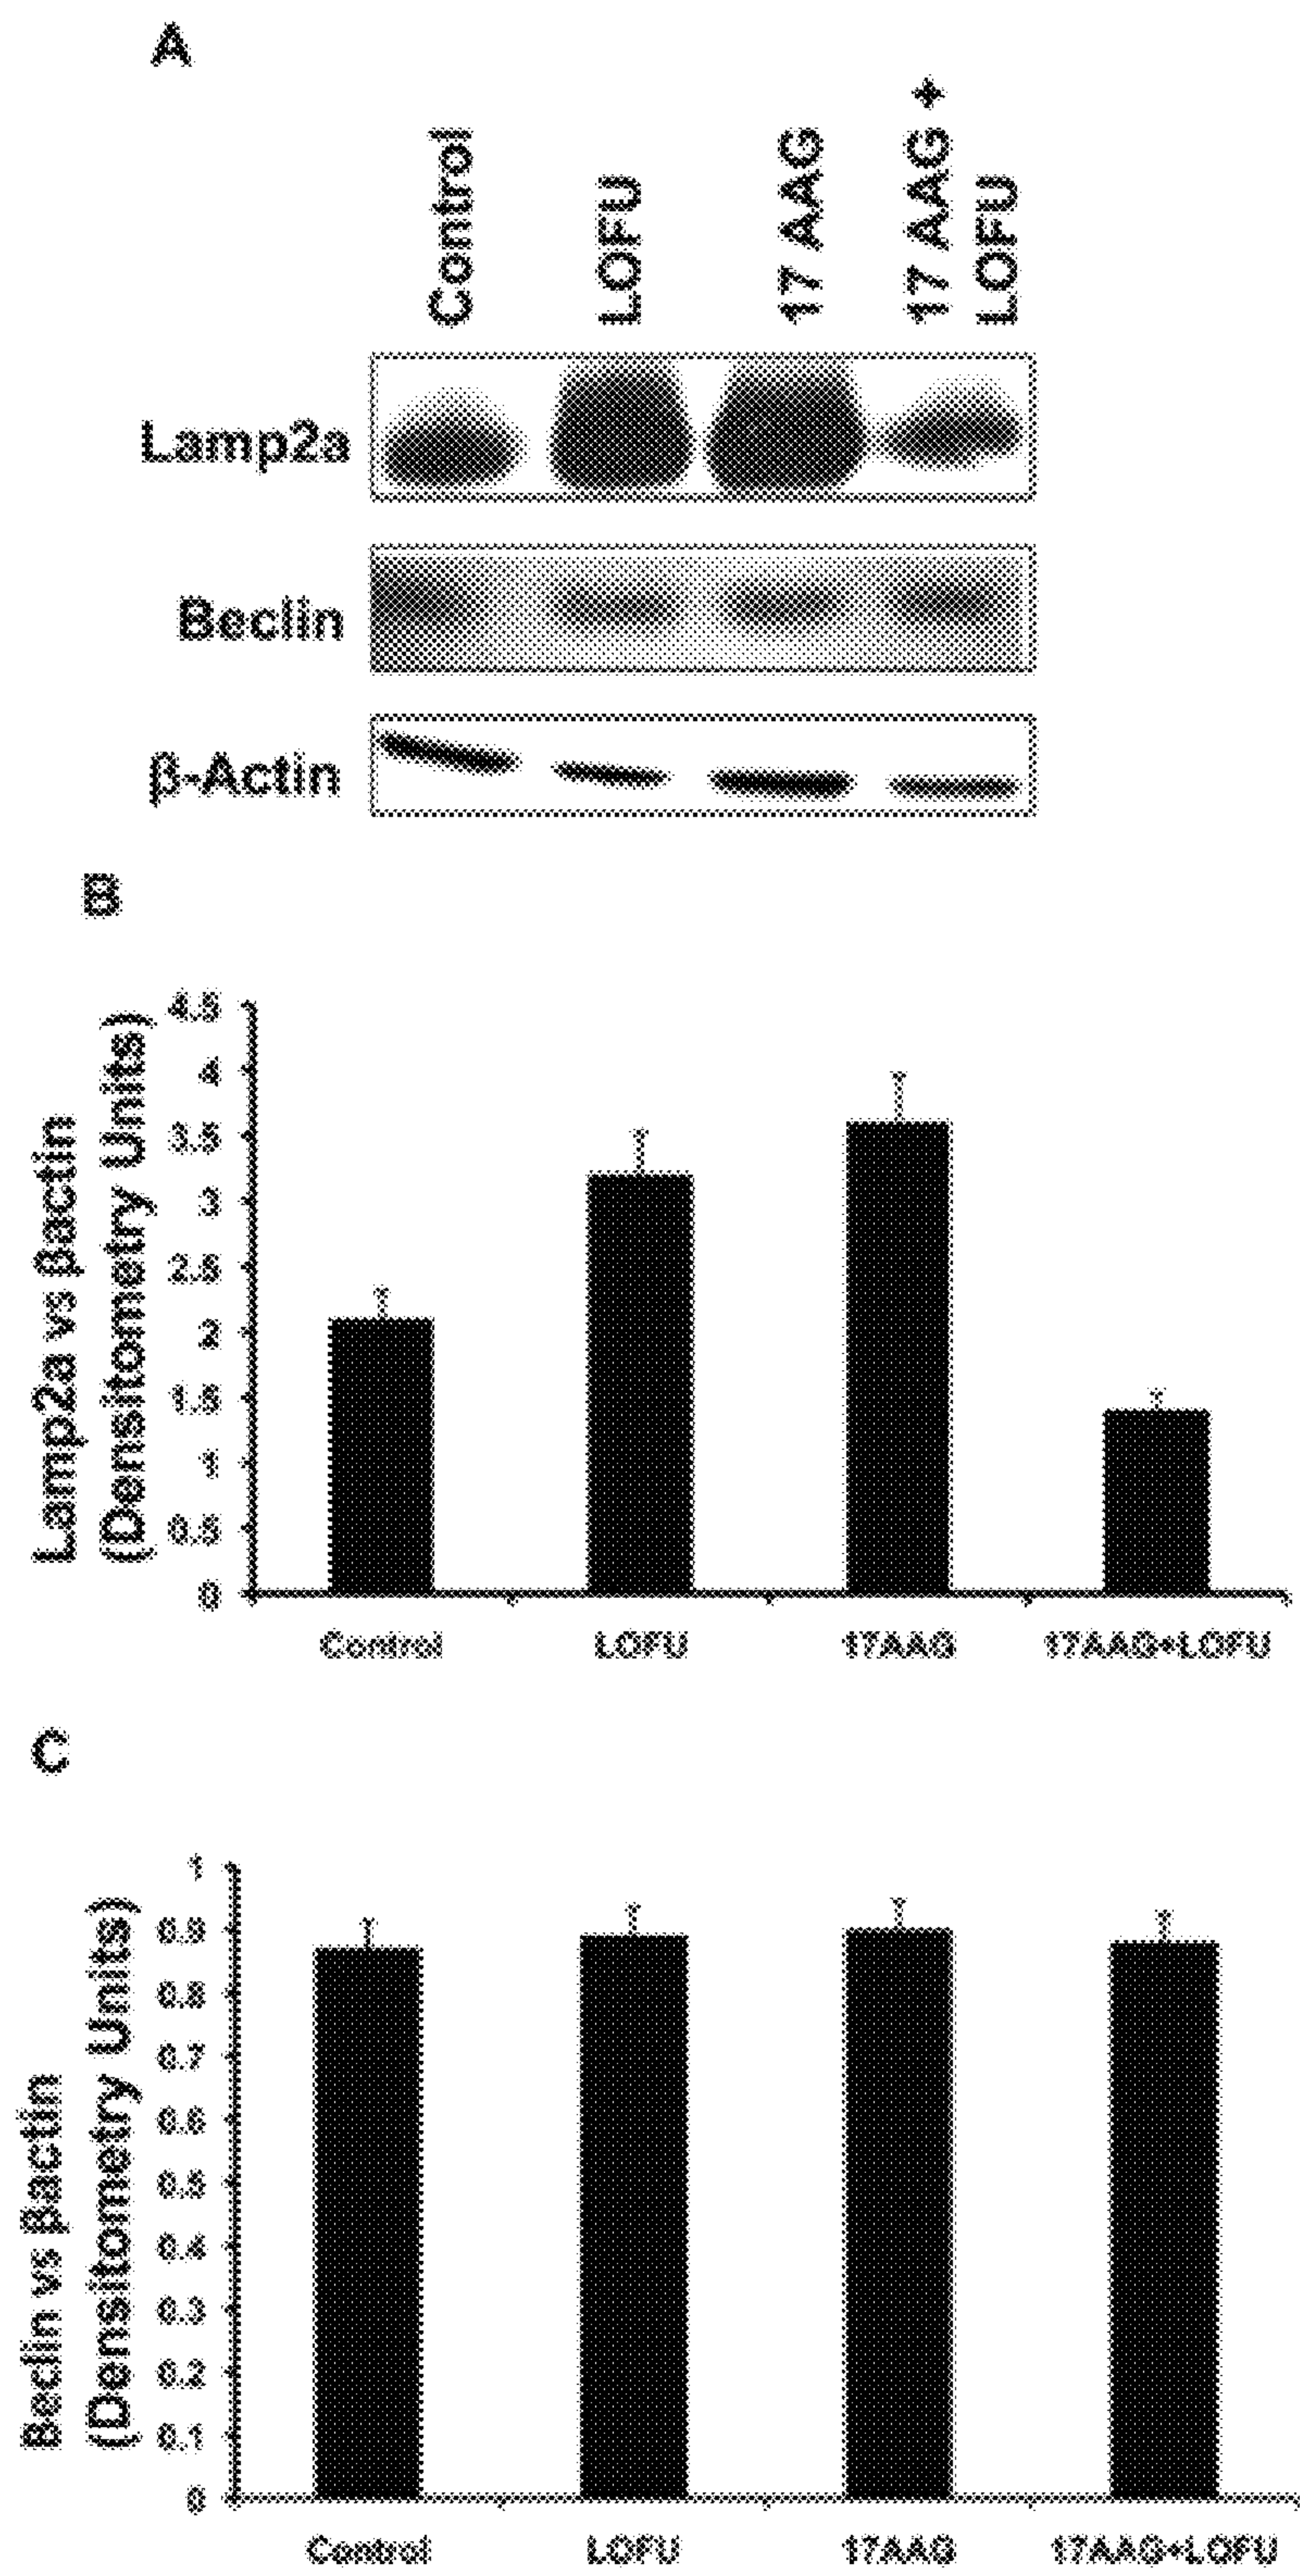 A
Control
LOFU
17 AAG
17 AAG +
LOFU
Lamp2a
Beclin
β-Actin
B
Lamp2a vs βactin
(Densitometry Units)
4.5
4
3.5
3
2.5
2
1.5
1
0.5
0
Control LOFU 17AAG 17AAG+LOFU
C
Beclin vs βactin
(Densitometry Units)
1
0.9
0.8
0.7
0.6
0.5
0.4
0.3
0.2
0.1
0
Control LOFU 17AAG 17AAG+LOFU